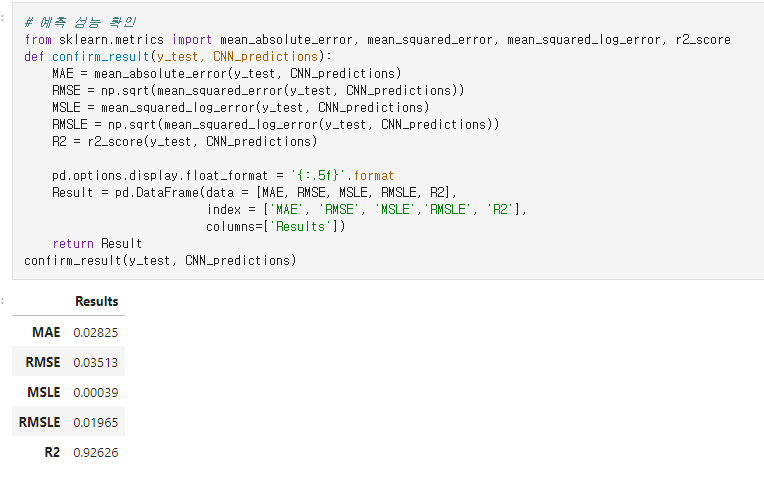 # 예측 성능 확인
from sklearn.metrics import mean_absolute_error, mean_squared_error, mean_squared_log_error, r2_score
def confirm_result(y_test, CNN_predictions):
    MAE = mean_absolute_error(y_test, CNN_predictions)
    RMSE = np.sqrt(mean_squared_error(y_test, CNN_predictions))
    MSLE = mean_squared_log_error(y_test, CNN_predictions)
    RMSLE = np.sqrt(mean_squared_log_error(y_test, CNN_predictions))
    R2 = r2_score(y_test, CNN_predictions)
    pd.options.display.float_format = '{:.5f}'.format
    Result = pd.DataFrame(data = [MAE, RMSE, MSLE, RMSLE, R2],
                          index = ['MAE', 'RMSE', 'MSLE','RMSLE', 'R2'],
                          columns=['Results'])
    return Result
confirm_result(y_test, CNN_predictions)
Results
MAE 0.02825
RMSE 0.03513
MSLE 0.00039
RMSLE 0.01965
R2 0.92626